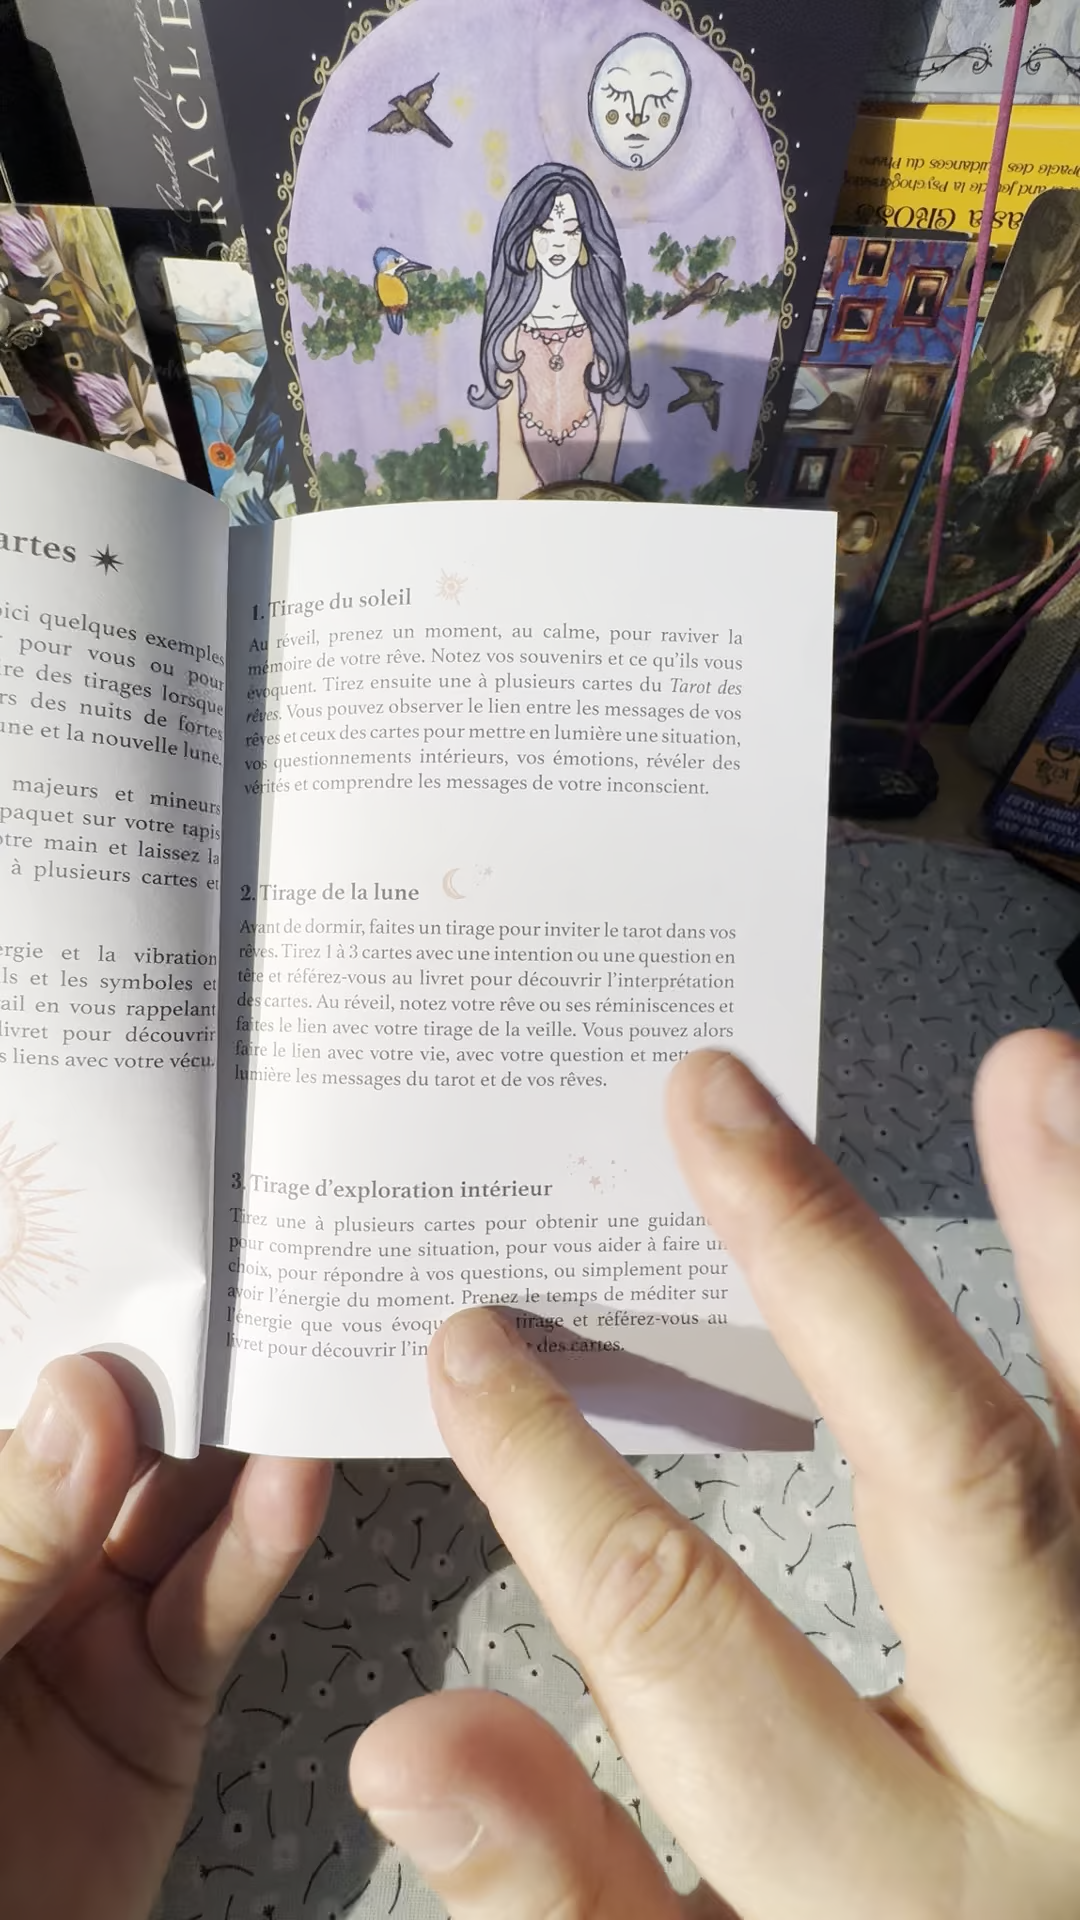 ORACLE
Oracle des Guidances du Phare
GROSS
artes
ici quelques exemples
pour vous ou pour
ire des tirages lorsque
rs des nuits de fortes
une et la nouvelle lune.
majeurs et mineurs
paquet sur votre tapis
otre main et laissez la
à plusieurs cartes et
ergie et la vibration
ls et les symboles et
ail en vous rappelant
livret pour découvrir
s liens avec votre vécu.
1. Tirage du soleil
Au réveil, prenez un moment, au calme, pour raviver la
mémoire de votre rêve. Notez vos souvenirs et ce qu'ils vous
évoquent. Tirez ensuite une à plusieurs cartes du Tarot des
rêves. Vous pouvez observer le lien entre les messages de vos
rêves et ceux des cartes pour mettre en lumière une situation,
vos questionnements intérieurs, vos émotions, révéler des
vérités et comprendre les messages de votre inconscient.
2. Tirage de la lune
Avant de dormir, faites un tirage pour inviter le tarot dans vos
rêves. Tirez 1 à 3 cartes avec une intention ou une question en
tête et référez-vous au livret pour découvrir l'interprétation
des cartes. Au réveil, notez votre rêve ou ses réminiscences et
faites le lien avec votre tirage de la veille. Vous pouvez alors
faire le lien avec votre vie, avec votre question et
lumière les messages du tarot et de vos rêves.
3. Tirage d'exploration intérieur
Tirez une à plusieurs cartes pour obtenir une
pour comprendre une situation, pour vous aider à faire
choix, pour répondre à vos questions, ou simplement pour
avoir l'énergie du moment. Prenez le temps de méditer sur
l'énergie que vous tirage et référez-vous au
livret pour découvrir des cartes.